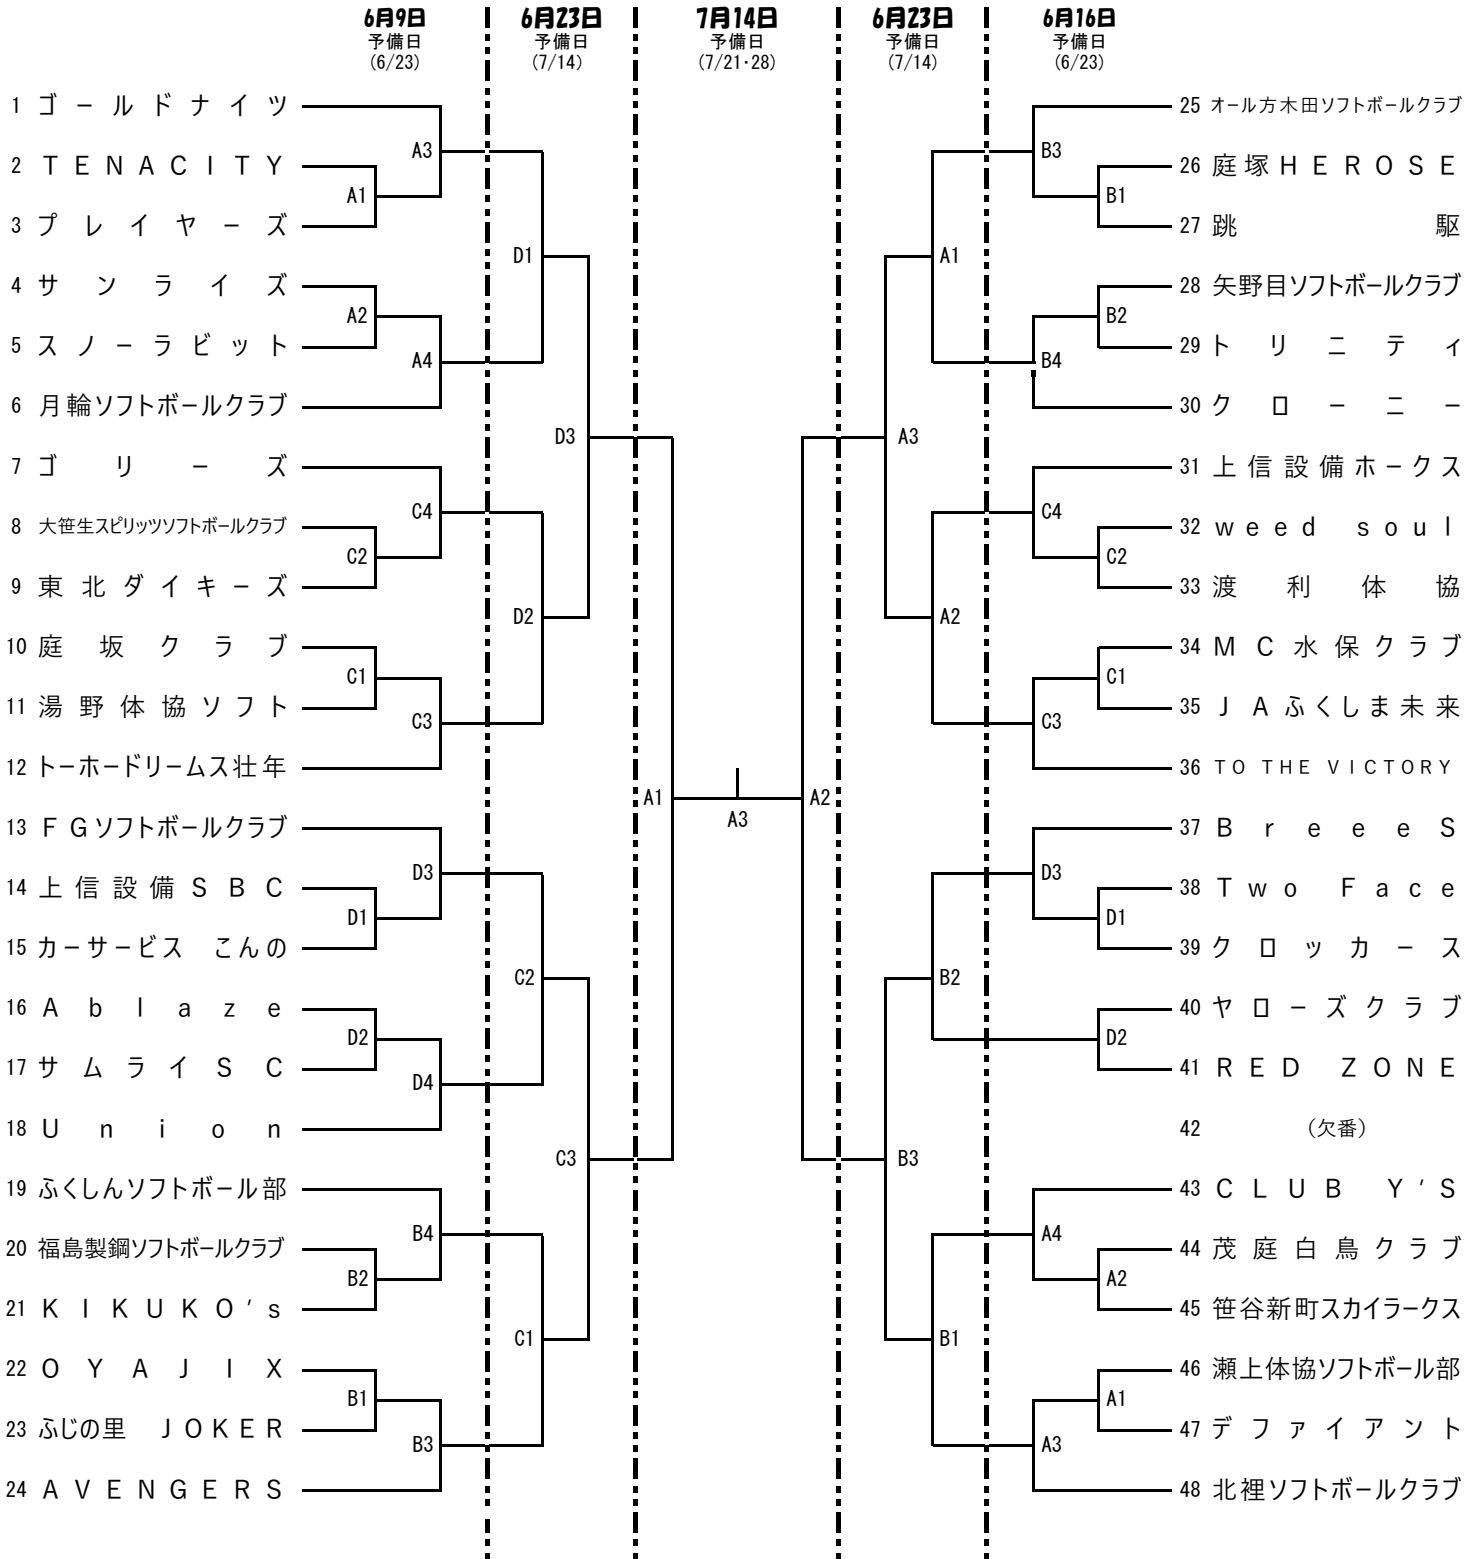 6月9日 6月23日 7月14日 6月23日 6月16日
予備日 予備日 予備日 予備日 予備日
(6/23) (7/14) (7/21・28) (7/14) (6/23)
1 ゴールドナイツ 25 オール方木田ソフトボールクラブ
A3 B3
2 TENACITY 26 庭塚HEROSE
A1 B1
3 プレイヤーズ 27 跳駒
D1 A1
4 サンライズ 28 矢野目ソフトボールクラブ
A2 B2
5 スノーラビット 29 トリニティ
A4 B4
6 月輪ソフトボールクラブ 30 クローニー
D3 A3
7 ゴリーズ 31 上信設備ホークス
C4 C4
8 大笹生スピリッツソフトボールクラブ 32 weed soul
C2 C2
9 東北ダイキーズ 33 渡利体協
D2 A2
10 庭坂クラブ 34 MC水保クラブ
C1 C1
11 湯野体協ソフト 35 JAふくしま未来
C3 C3
12 トーホードリームス壮年 36 TO THE VICTORY
A1 A2
A3
13 FGソフトボールクラブ 37 BreeeS
D3 D3
14 上信設備SBC 38 Two Face
D1 D1
15 カーサービス こんの 39 クロッカース
C2 B2
16 Ablaze 40 ヤローズクラブ
D2 D2
17 サムライSC 41 RED ZONE
D4
18 Union 42 (欠番)
C3 B3
19 ふくしんソフトボール部 43 CLUB Y'S
B4 A4
20 福島製鋼ソフトボールクラブ 44 茂庭白鳥クラブ
B2 A2
21 KIKUKO's 45 笹谷新町スカイラークス
C1 B1
22 OYAJIX 46 瀬上体協ソフトボール部
B1 A1
23 ふじの里 JOKER 47 デファイアント
B3 A3
24 AVENGERS 48 北裡ソフトボールクラブ